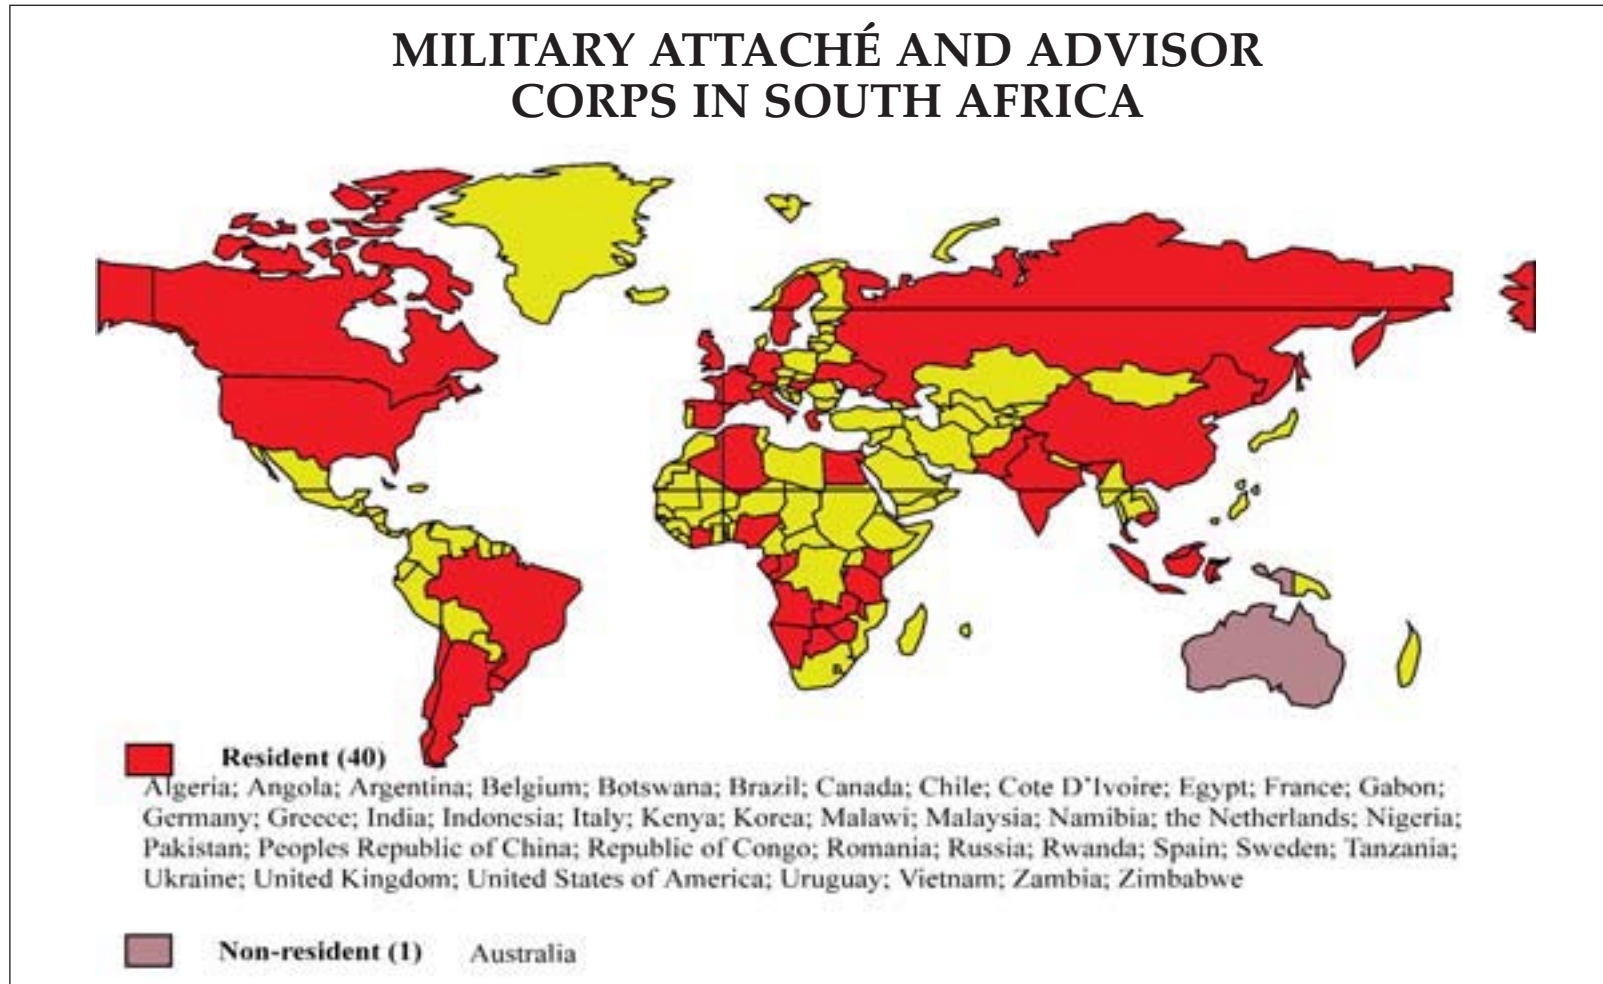 MILITARY ATTACHÉ AND ADVISOR
CORPS IN SOUTH AFRICA
Resident (40)
Algeria; Angola; Argentina; Belgium; Botswana; Brazil; Canada; Chile; Cote D'Ivoire; Egypt; France; Gabon;
Germany; Greece; India; Indonesia; Italy; Kenya; Korea; Malawi; Malaysia; Namibia; the Netherlands; Nigeria;
Pakistan; Peoples Republic of China; Republic of Congo; Romania; Russia; Rwanda; Spain; Sweden; Tanzania;
Ukraine; United Kingdom; United States of America; Uruguay; Vietnam; Zambia; Zimbabwe
Non-resident (1) Australia